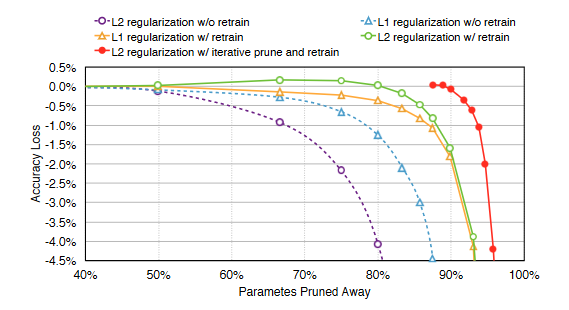 L2 regularization w/o retrain
L1 regularization w/o retrain
L1 regularization w/ retrain
L2 regularization w/ retrain
L2 regularization w/ iterative prune and retrain
0.5%
0.0%
-0.5%
-1.0%
-1.5%
-2.0%
-2.5%
-3.0%
-3.5%
-4.0%
-4.5%
Accuracy Loss
40%
50%
60%
70%
80%
90%
100%
Parametes Pruned Away